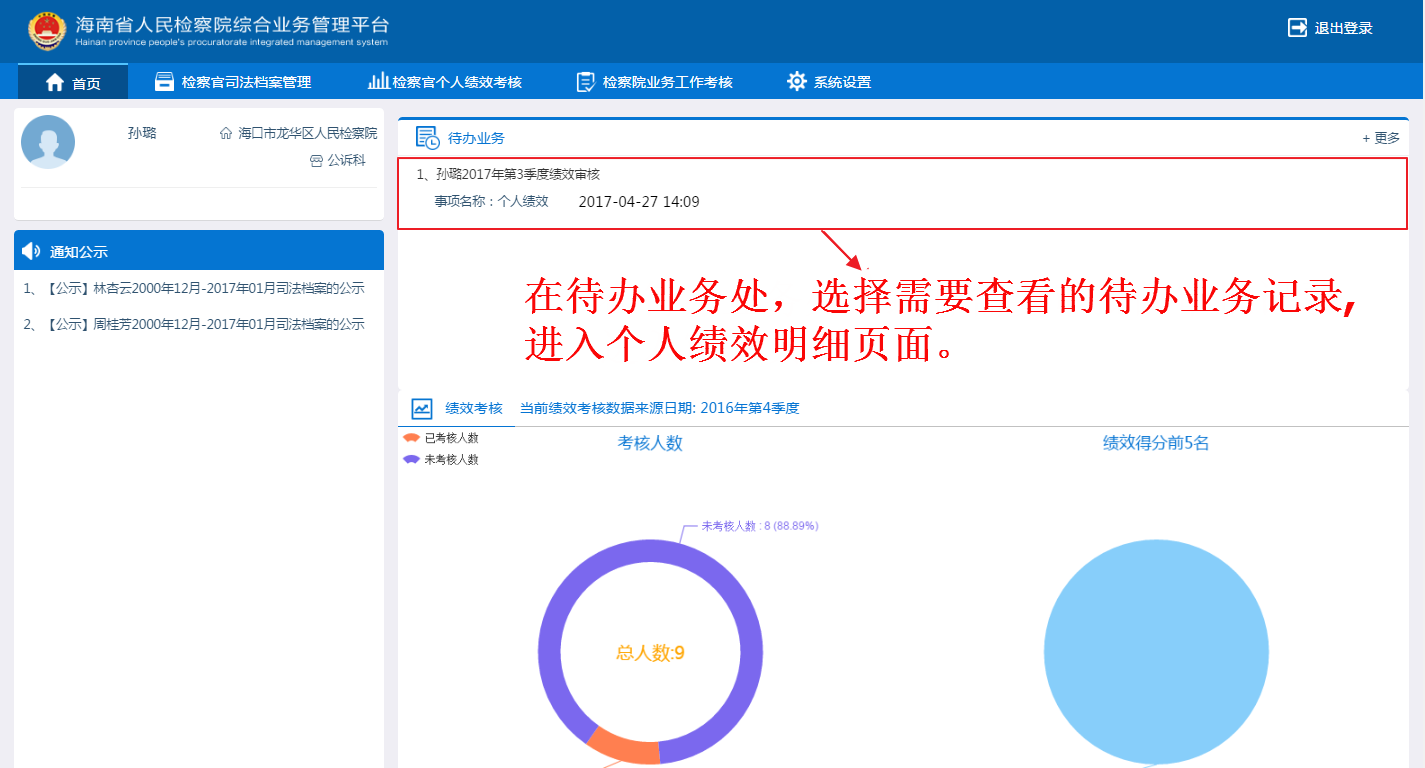 海南省人民检察院综合业务管理平台
Hainan province people's procuratorate integrated management system
退出登录
首页
检察官司法档案管理
检察官个人绩效考核
检察院业务工作考核
系统设置
孙璐
海口市龙华区人民检察院
公诉科
通知公示
1、【公示】林杏云2000年12月-2017年01月司法档案的公示
2、【公示】周桂芳2000年12月-2017年01月司法档案的公示
待办业务
+ 更多
1、孙璐2017年第3季度绩效审核
事项名称：个人绩效 2017-04-27 14:09
在待办业务处，选择需要查看的待办业务记录,
进入个人绩效明细页面。
绩效考核
当前绩效考核数据来源日期: 2016年第4季度
已考核人数
未考核人数
考核人数
绩效得分前5名
未考核人数 : 8 (88.89%)
总人数:9